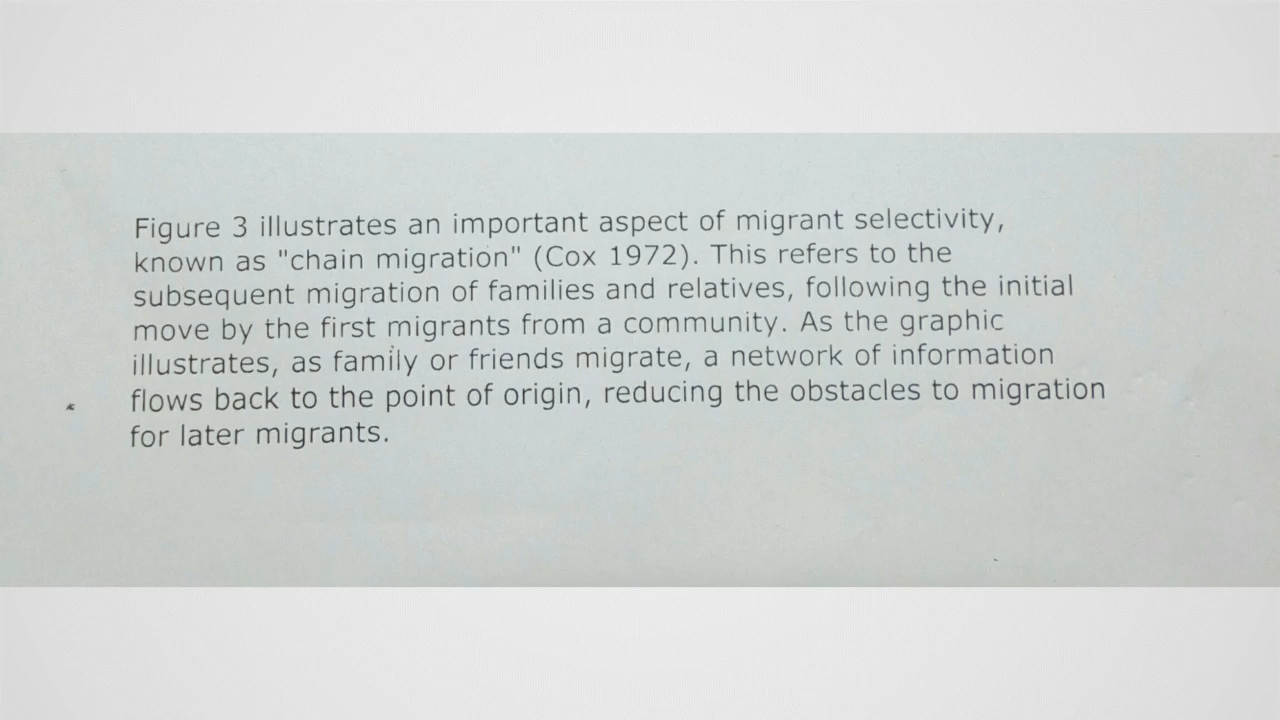 Figure 3 illustrates an important aspect of migrant selectivity,
known as "chain migration" (Cox 1972). This refers to the
subsequent migration of families and relatives, following the initial
move by the first migrants from a community. As the graphic
illustrates, as family or friends migrate, a network of information
flows back to the point of origin, reducing the obstacles to migration
for later migrants.